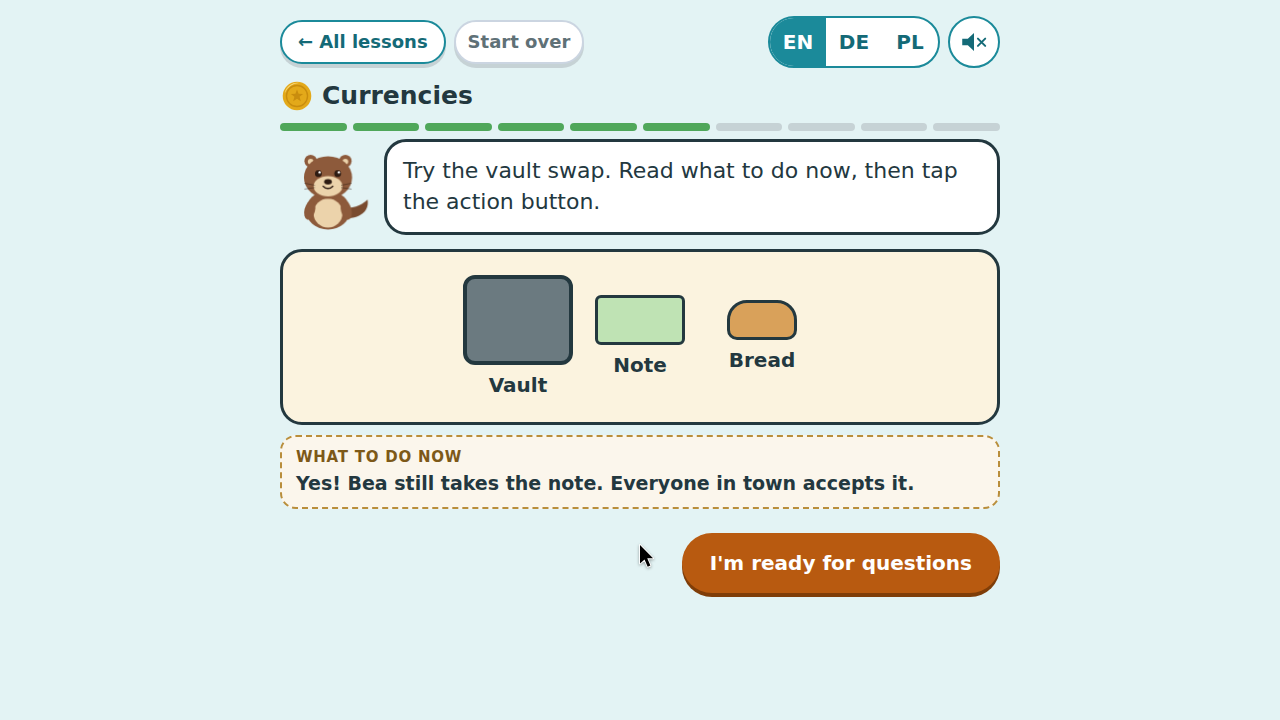 ← All lessons
Start over
EN DE PL
Currencies
Try the vault swap. Read what to do now, then tap
the action button.
Vault
Note
Bread
WHAT TO DO NOW
Yes! Bea still takes the note. Everyone in town accepts it.
I'm ready for questions